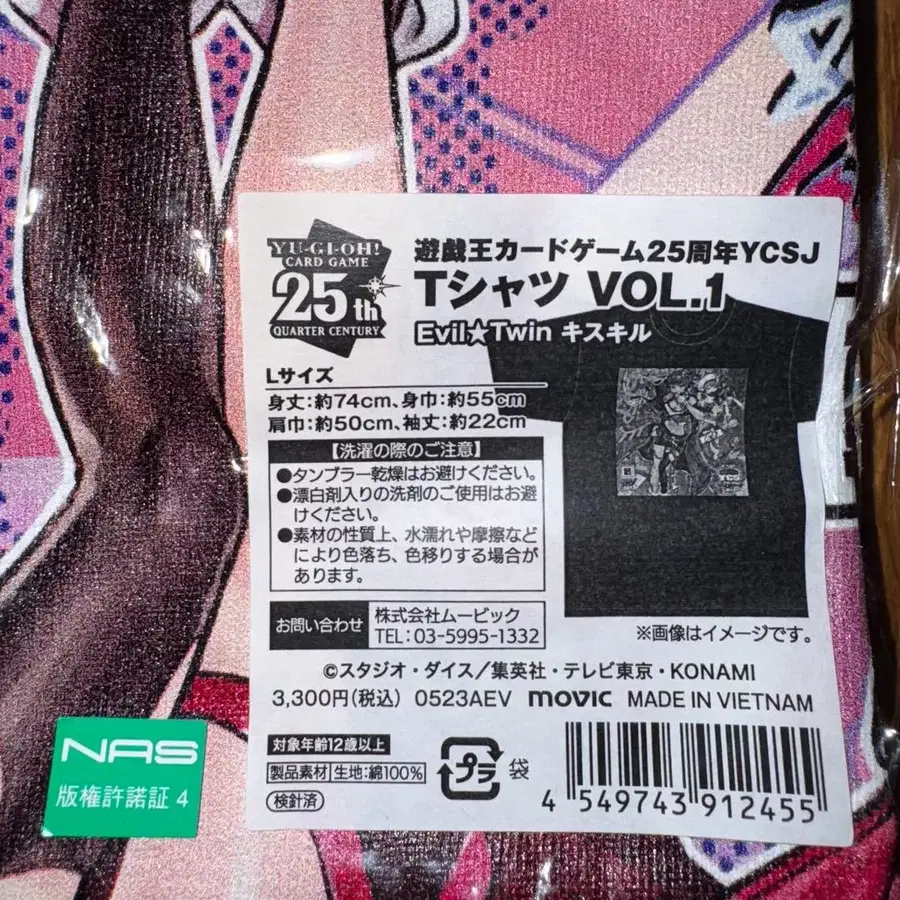 YU-GI-OH!
CARD GAME
25th
QUARTER CENTURY
遊戯王カードゲーム25周年YCSJ
Tシャツ VOL.1
Evil★Twin キスキル
Lサイズ
身丈:約74cm、身巾:約55cm
肩巾:約50cm、袖丈:約22cm
【洗濯の際のご注意】
●タンブラー乾燥はお避けください。
●漂白剤入りの洗剤のご使用はお避
けください。
●素材の性質上、水濡れや摩擦など
により色落ち、色移りする場合が
あります。
お問い合わせ
株式会社ムービック
TEL:03-5995-1332
※画像はイメージです。
©スタジオ・ダイス/集英社・テレビ東京・KONAMI
3,300円(税込) 0523AEV movic MADE IN VIETNAM
対象年齢12歳以上
製品素材 生地:綿100%
検針済
プラ 袋
4 549743 912455
NAS
版権許諾証 4